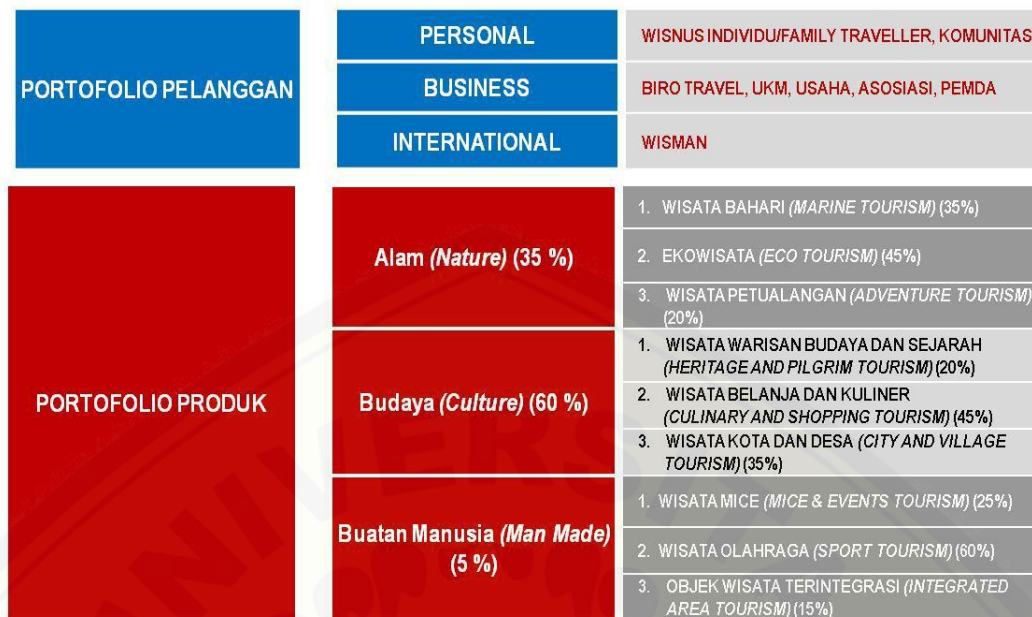 PORTOFOLIO PELANGGAN
PERSONAL
WISNUS INDIVIDU/FAMILY TRAVELLER, KOMUNITAS
BUSINESS
BIRO TRAVEL, UKM, USAHA, ASOSIASI, PEMDA
INTERNATIONAL
WISMAN
PORTOFOLIO PRODUK
Alam (Nature) (35 %)
1. WISATA BAHARI (MARINE TOURISM) (35%)
2. EKOWISATA (ECO TOURISM) (45%)
3. WISATA PETUALANGAN (ADVENTURE TOURISM)
(20%)
Budaya (Culture) (60 %)
1. WISATA WARISAN BUDAYA DAN SEJARAH
(HERITAGE AND PILGRIM TOURISM) (20%)
2. WISATA BELANJA DAN KULINER
(CULINARY AND SHOPPING TOURISM) (45%)
3. WISATA KOTA DAN DESA (CITY AND VILLAGE
TOURISM) (35%)
Buatan Manusia (Man Made)
(5 %)
1. WISATA MICE (MICE & EVENTS TOURISM) (25%)
2. WISATA OLAHRAGA (SPORT TOURISM) (60%)
3. OBJEK WISATA TERINTEGRASI (INTEGRATED
AREA TOURISM) (15%)
UNIVERSIT